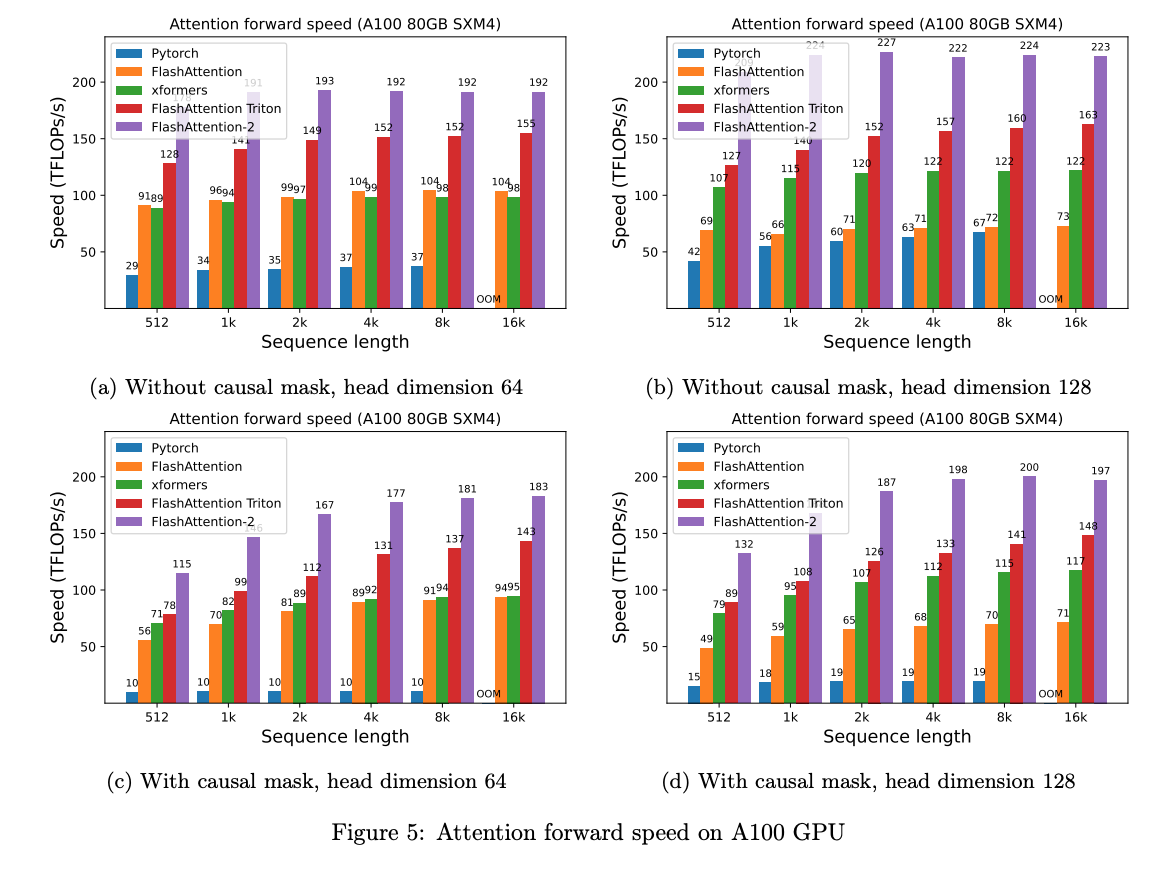 Attention forward speed (A100 80GB SXM4)
Speed (TFLOPs/s)
200
150
100
50
Pytorch
FlashAttention
xformers
FlashAttention Triton
FlashAttention-2
29 91 89 128 176
34 96 94 141 191
35 99 97 149 193
37 104 99 152 192
37 104 98 152 192
OOM 104 98 155 192
512 1k 2k 4k 8k 16k
Sequence length
(a) Without causal mask, head dimension 64
Attention forward speed (A100 80GB SXM4)
Speed (TFLOPs/s)
200
150
100
50
Pytorch
FlashAttention
xformers
FlashAttention Triton
FlashAttention-2
42 69 107 127 209
56 66 115 140 224
60 71 120 152 227
63 71 122 157 222
67 72 122 160 224
OOM 73 122 163 223
512 1k 2k 4k 8k 16k
Sequence length
(b) Without causal mask, head dimension 128
Attention forward speed (A100 80GB SXM4)
Speed (TFLOPs/s)
200
150
100
50
Pytorch
FlashAttention
xformers
FlashAttention Triton
FlashAttention-2
10 56 71 78 115
10 70 82 99 146
10 81 89 112 167
10 89 92 131 177
10 91 94 137 181
OOM 94 95 143 183
512 1k 2k 4k 8k 16k
Sequence length
(c) With causal mask, head dimension 64
Attention forward speed (A100 80GB SXM4)
Speed (TFLOPs/s)
200
150
100
50
Pytorch
FlashAttention
xformers
FlashAttention Triton
FlashAttention-2
15 49 79 89 132
18 59 95 108
19 65 107 126 187
19 68 112 133 198
19 70 115 141 200
OOM 71 117 148 197
512 1k 2k 4k 8k 16k
Sequence length
(d) With causal mask, head dimension 128
Figure 5: Attention forward speed on A100 GPU